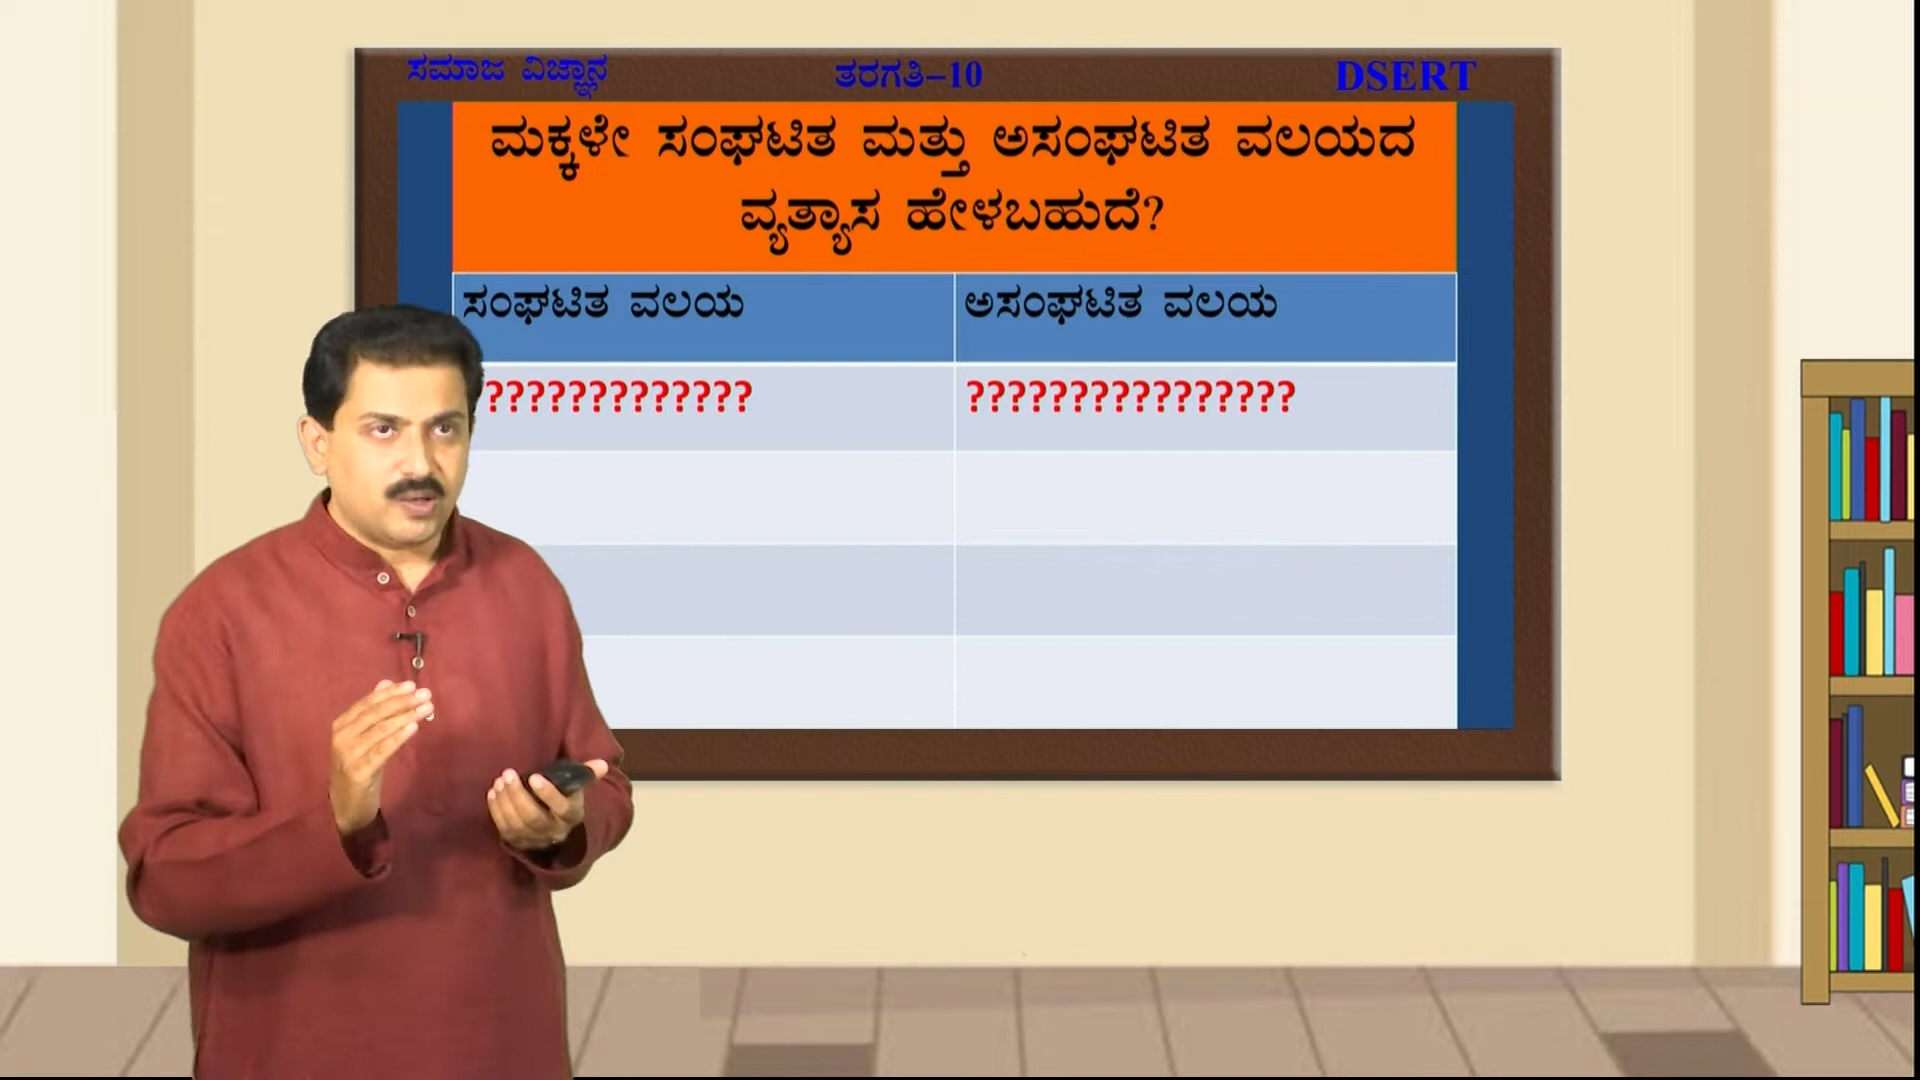 ಸಮಾಜ ವಿಜ್ಞಾನ ತರಗತಿ-10 DSERT
ಮಕ್ಕಳೇ ಸಂಘಟಿತ ಮತ್ತು ಅಸಂಘಟಿತ ವಲಯದ
ವ್ಯತ್ಯಾಸ ಹೇಳಬಹುದೆ?
ಸಂಘಟಿತ ವಲಯ ಅಸಂಘಟಿತ ವಲಯ
????????????? ????????????????